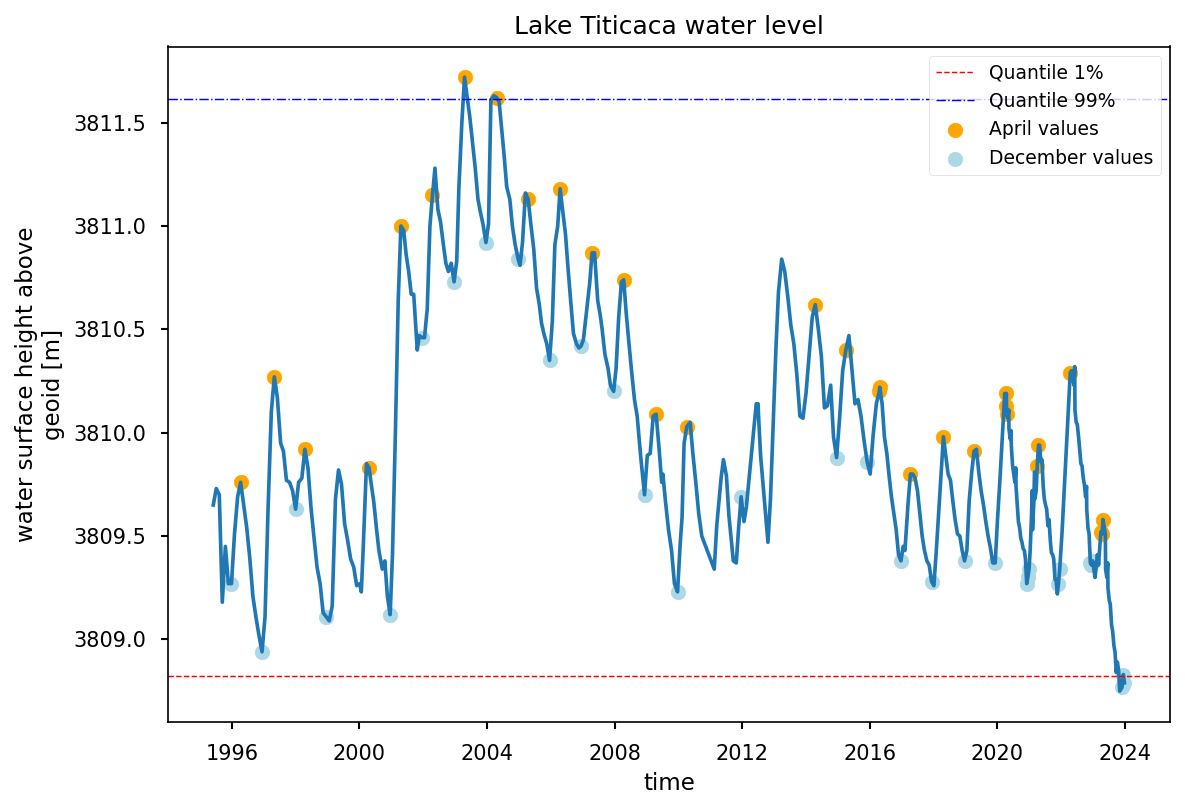 Lake Titicaca water level
Quantile 1%
Quantile 99%
April values
December values
water surface height above
geoid [m]
3811.5
3811.0
3810.5
3810.0
3809.5
3809.0
1996 2000 2004 2008 2012 2016 2020 2024
time